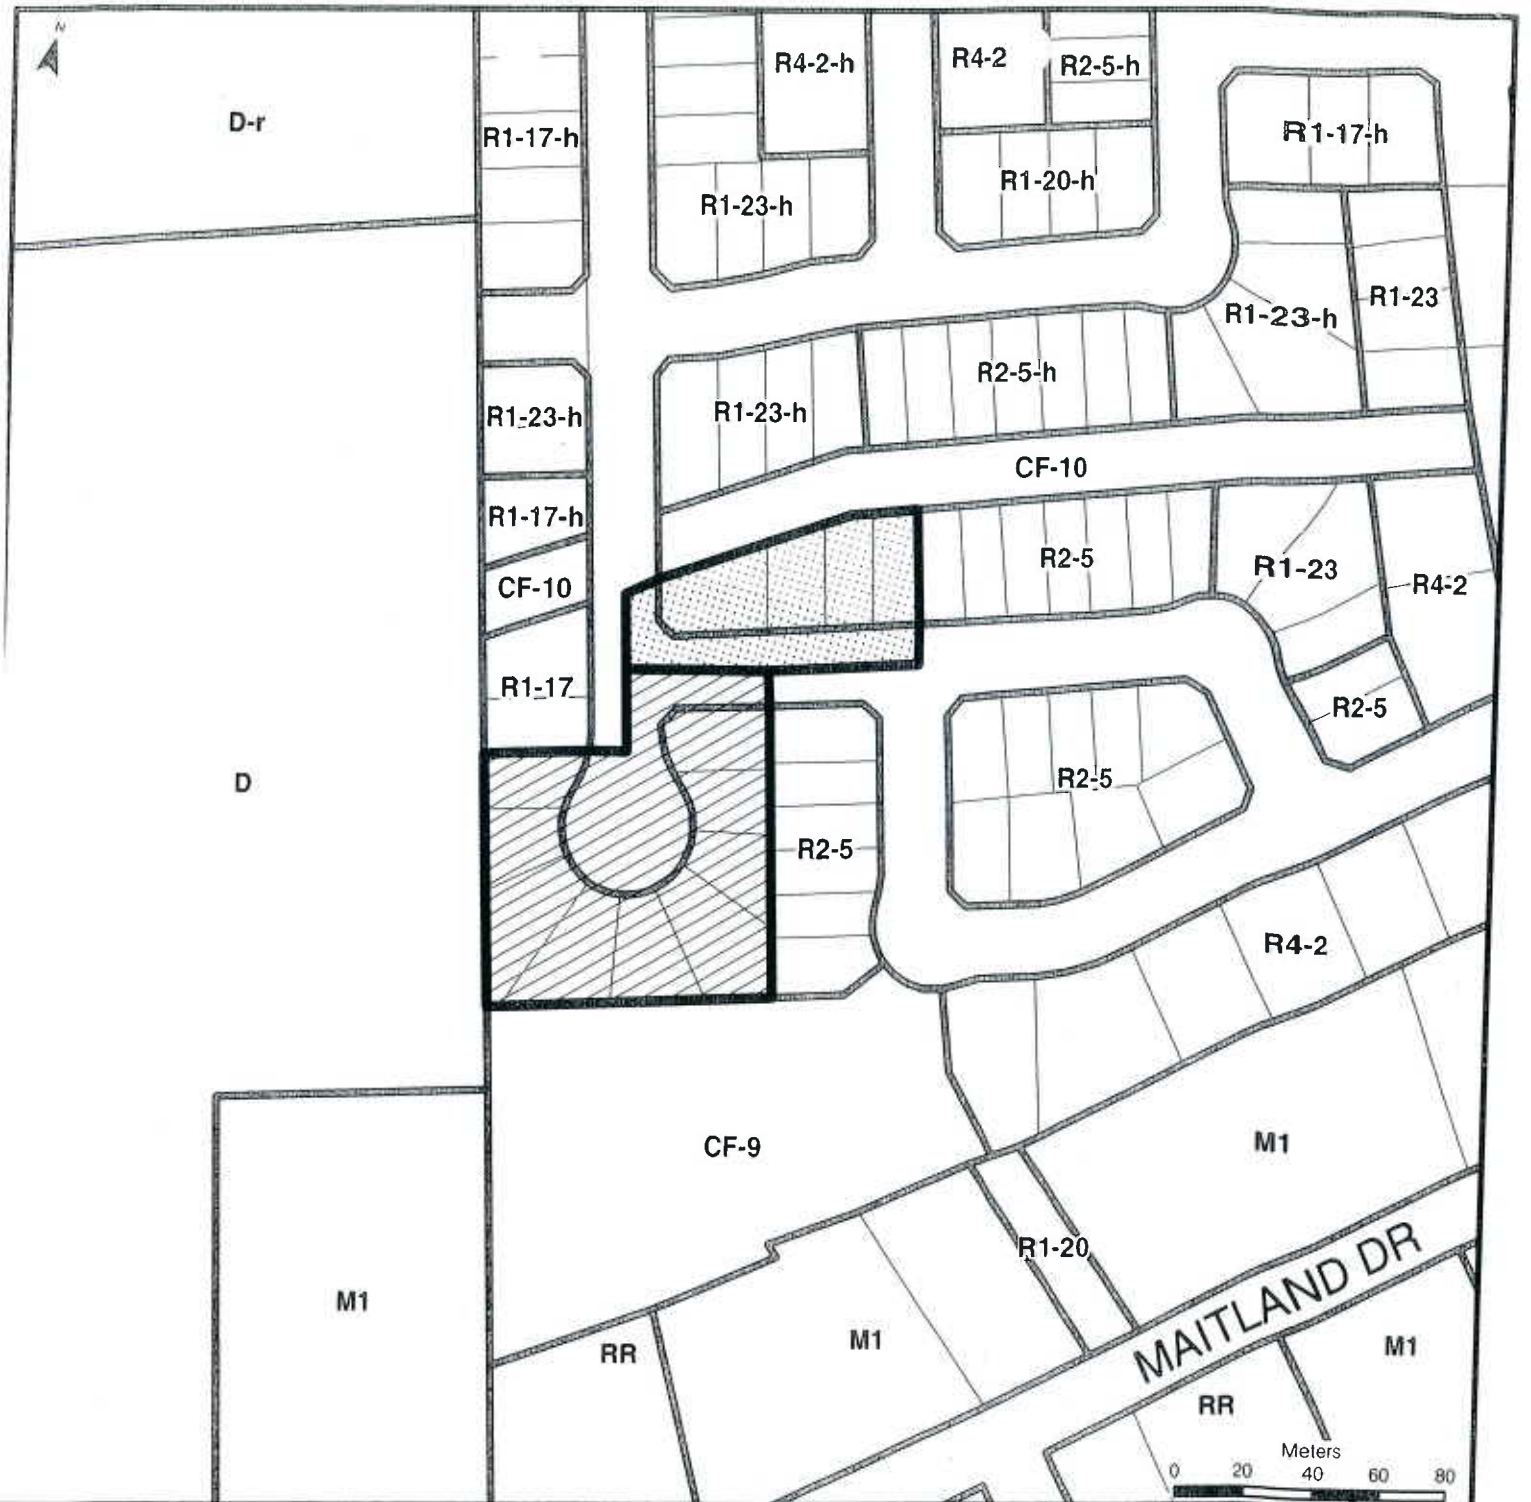 N
R4-2-h
R4-2
R2-5-h
D-r
R1-17-h
R1-17-h
R1-20-h
R1-23-h
R1-23-h
R1-23
R2-5-h
R1-23-h
R1-23-h
CF-10
R1-17-h
R2-5
R1-23
R4-2
CF-10
R1-17
R2-5
D
R2-5
R2-5
R4-2
CF-9
M1
R1-20
M1
RR
M1
MAITLAND DR
M1
RR
Meters
0 20 40 60 80